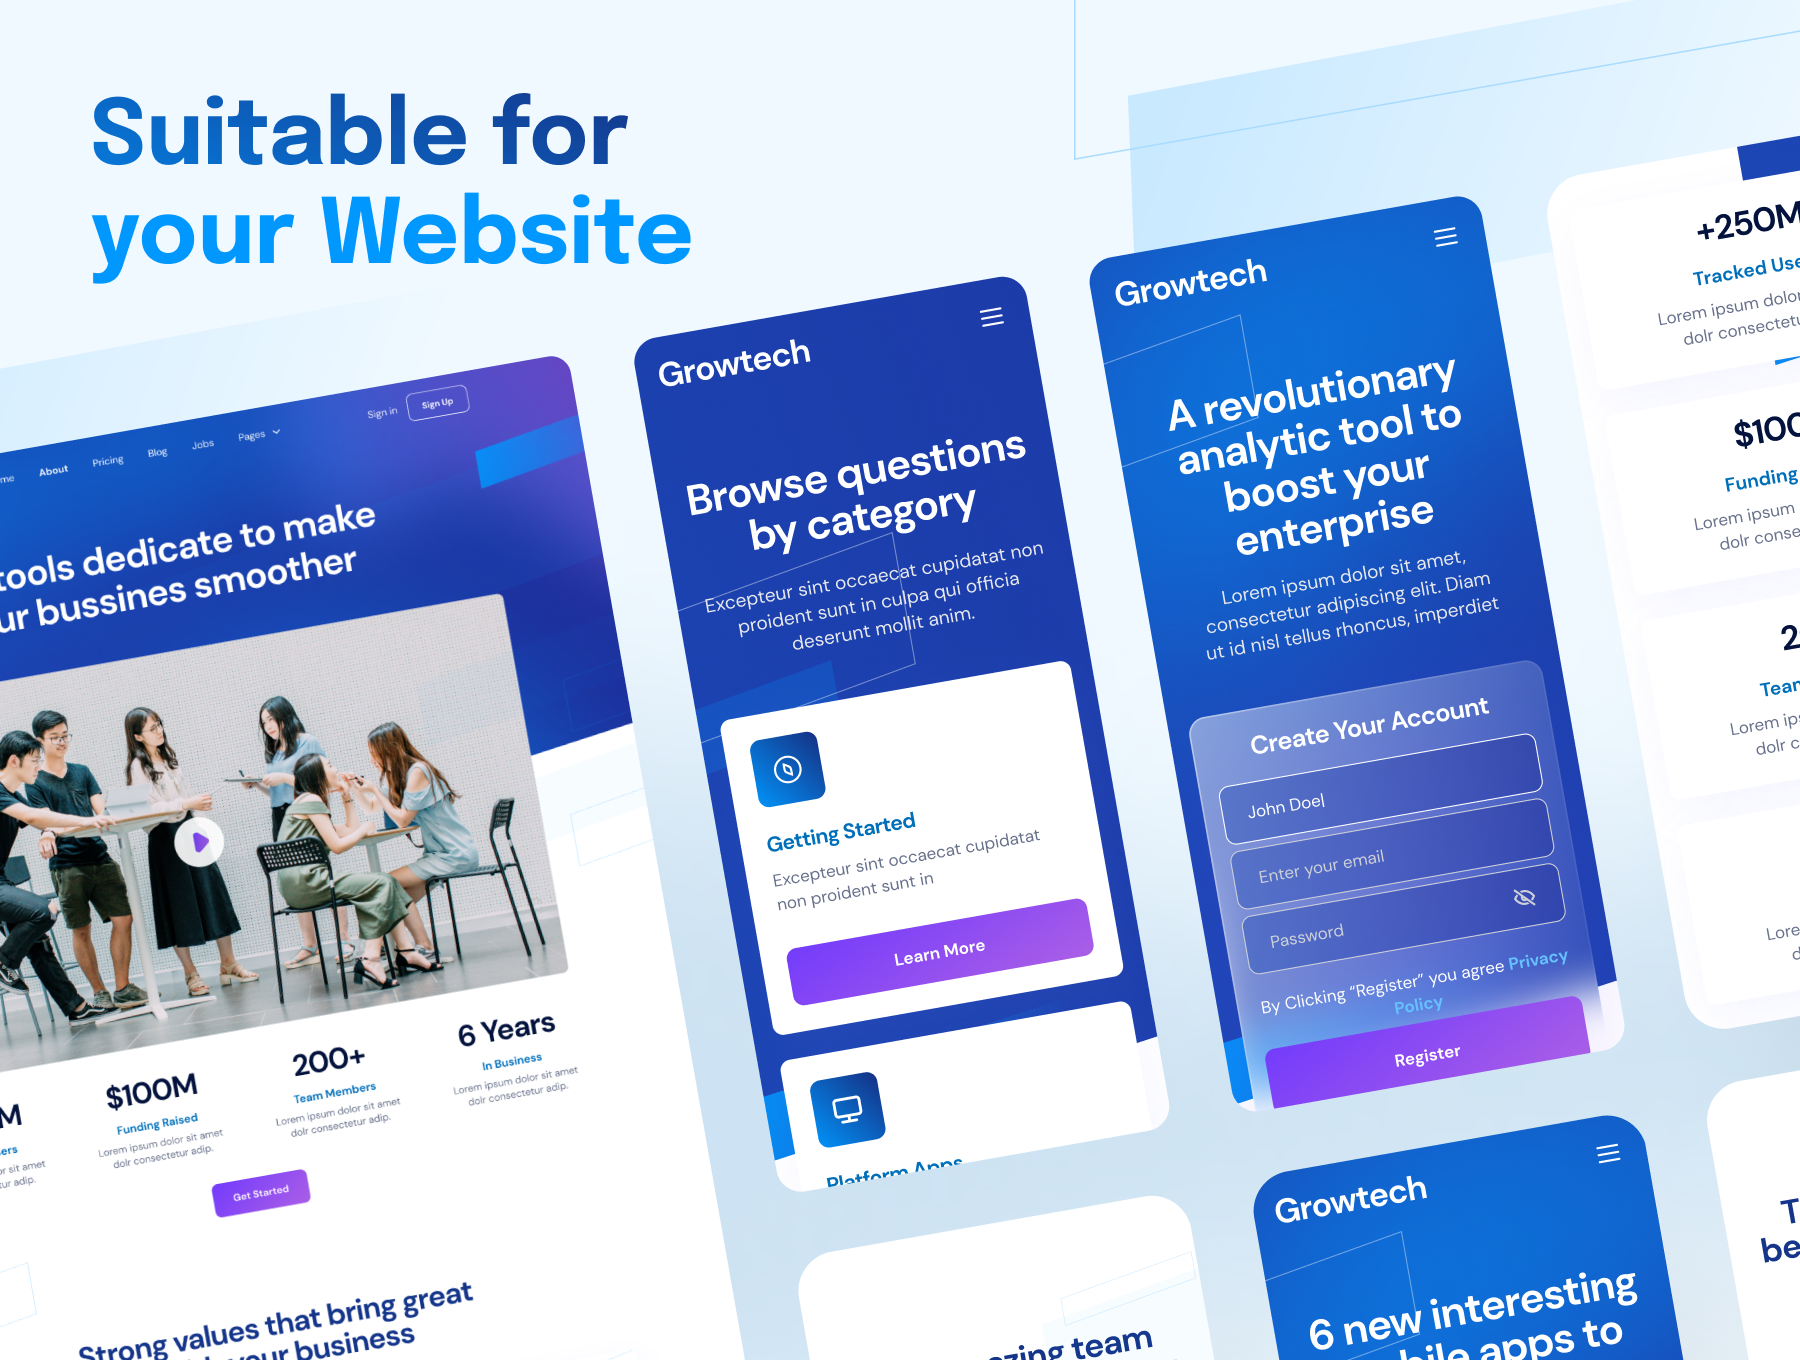 Suitable for
your Website
me
About
Pricing
Blog
Jobs
Pages
Sign in
Sign Up
tools dedicate to make
ur bussines smoother
M
ers
or sit amet
tur adip.
$100M
Funding Raised
Lorem ipsum dolor sit amet
dolr consectetur adip.
200+
Team Members
Lorem ipsum dolor sit amet
dolr consectetur adip.
6 Years
In Business
Lorem ipsum dolor sit amet
dolr consectetur adip.
Get Started
Strong values that bring great
your business
Growtech
Browse questions
by category
Excepteur sint occaecat cupidatat non
proident sunt in culpa qui officia
deserunt mollit anim.
Getting Started
Excepteur sint occaecat cupidatat
non proident sunt in
Learn More
Platform Apps
Growtech
A revolutionary
analytic tool to
boost your
enterprise
Lorem ipsum dolor sit amet,
consectetur adipiscing elit. Diam
ut id nisl tellus rhoncus, imperdiet
Create Your Account
John Doel
Enter your email
Password
By Clicking “Register” you agree Privacy
Policy
Register
+250M
Tracked Use
Lorem ipsum dolor
dolr consectetu
$100
Funding
Lorem ipsum
dolr conse
2
Team
Lorem ips
dolr c
Lore
d
zing team
Growtech
6 new interesting
bile apps to
T
be